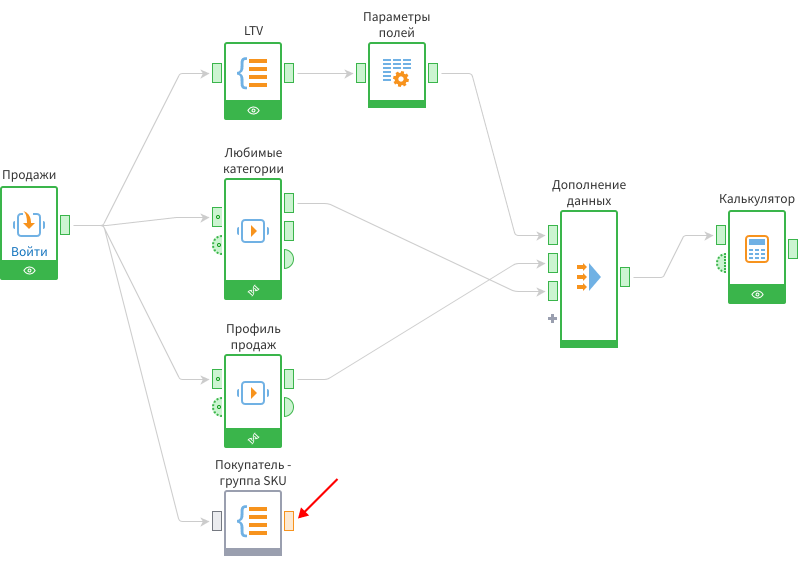 LTV
Параметры
полей
Продажи
Войти
Любимые
категории
Дополнение
данных
Калькулятор
Профиль
продаж
Покупатель -
группа SKU